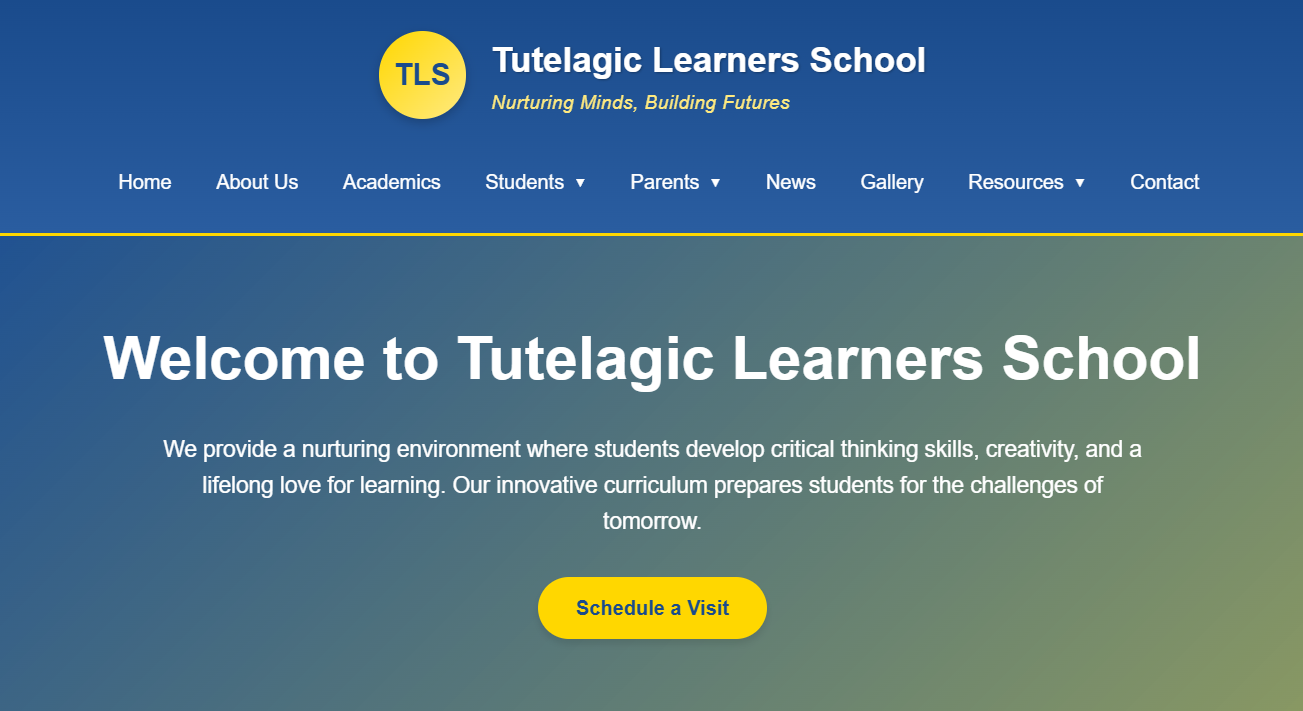 TLS
Tutelagic Learners School
Nurturing Minds, Building Futures
Home About Us Academics Students ▼ Parents ▼ News Gallery Resources ▼ Contact
Welcome to Tutelagic Learners School
We provide a nurturing environment where students develop critical thinking skills, creativity, and a
lifelong love for learning. Our innovative curriculum prepares students for the challenges of
tomorrow.
Schedule a Visit